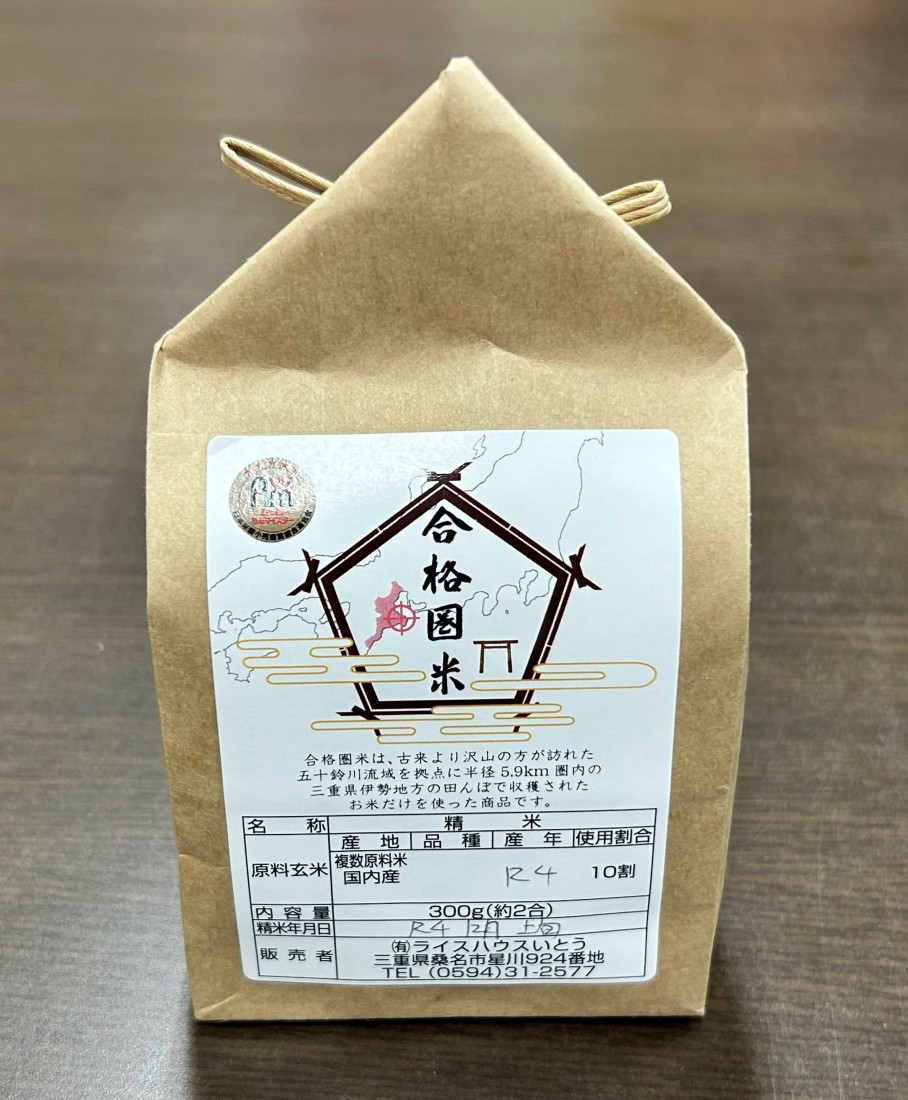 合格圏米
合格圏米は、古来より沢山の方が訪れた
五十鈴川流域を拠点に半径5.9km圏内の
三重県伊勢地方の田んぼで収穫された
お米だけを使った商品です。
名 称 精 米
産 地 品 種 産 年 使用割合
原料玄米 複数原料米 国内産 R4 10割
内 容 量 300g(約2合)
精米年月日 R4 12月 上旬
販 売 者 ㈲ライスハウスいとう
三重県桑名市星川924番地
TEL (0594)31-2577